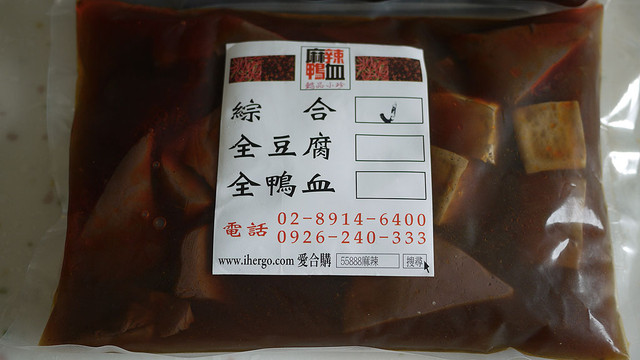 麻辣
鴨血
綜合
全豆腐
全鴨血
電話 02-8914-6400
0926-240-333
www.ihergo.com 愛合購 55888麻辣 搜尋